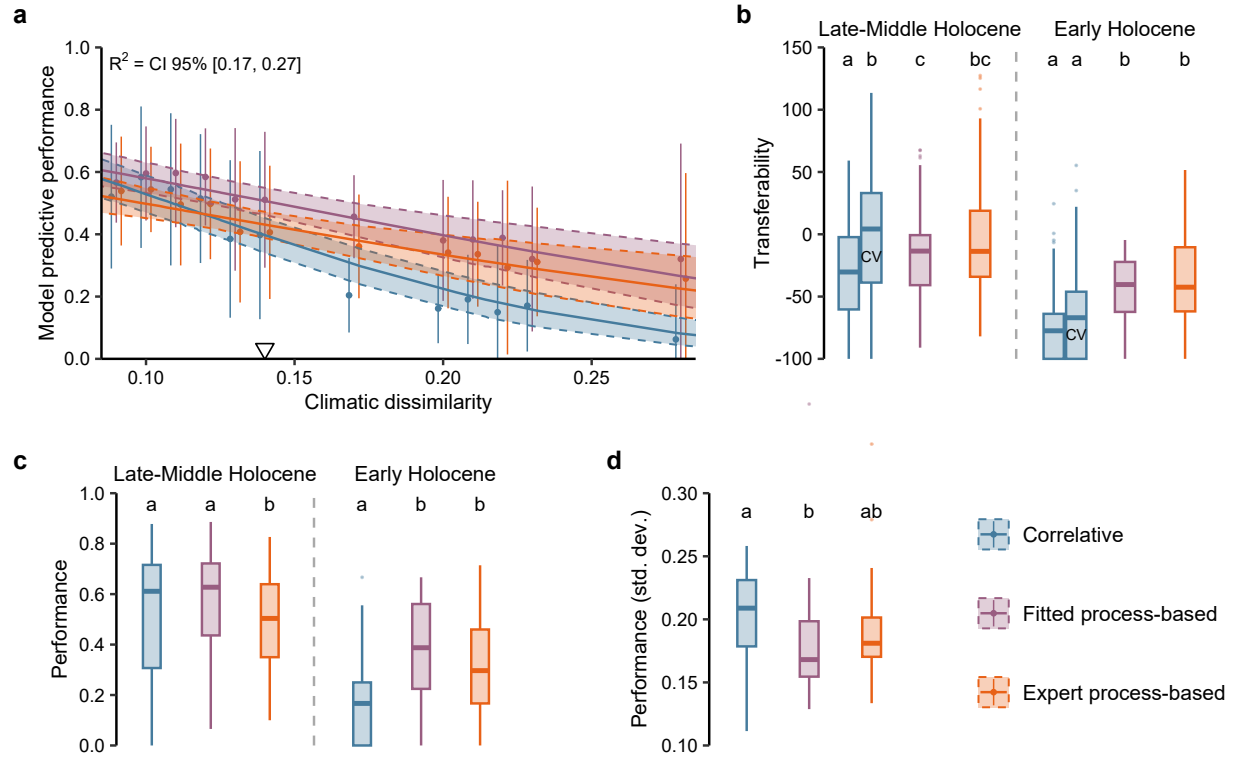 a
1.0
0.8
0.6
0.4
0.2
0.0
Model predictive performance
R² = CI 95% [0.17, 0.27]
0.10 0.15 0.20 0.25
Climatic dissimilarity
b
Late-Middle Holocene Early Holocene
150
100
50
0
-50
-100
Transferability
a b c bc a a b b
CV
CV
c
Late-Middle Holocene Early Holocene
1.0
0.8
0.6
0.4
0.2
0.0
Performance
a a b a b b
d
0.30
0.25
0.20
0.15
0.10
Performance (std. dev.)
a b ab
Correlative
Fitted process-based
Expert process-based